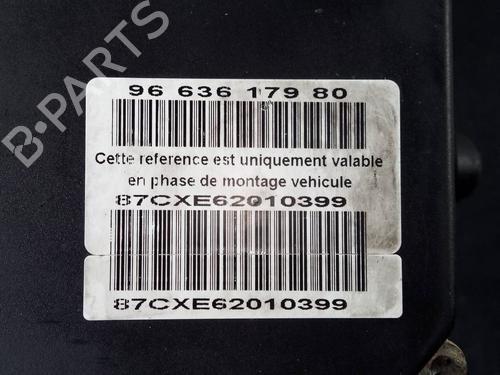 96 636 179 80
Cette reference est uniquement valable
en phase de montage vehicule
87CXE62010399
87CXE62010399
B-PARTS